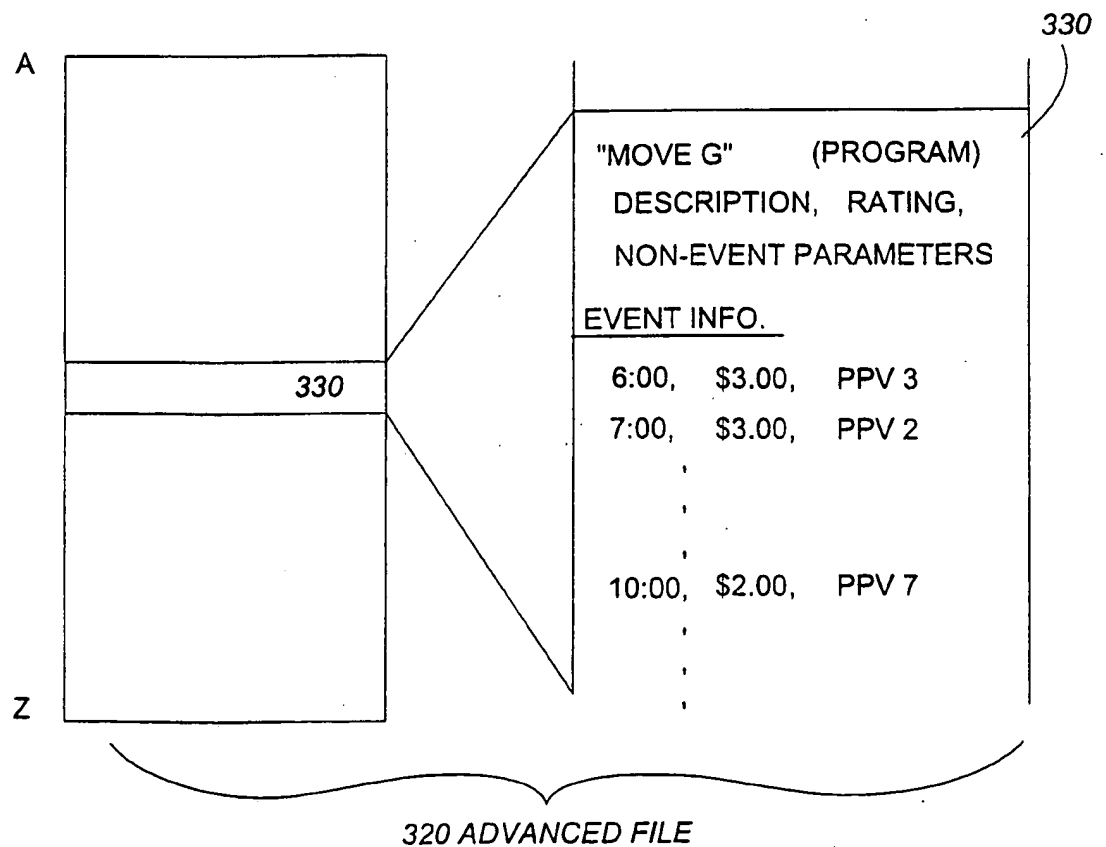 330
A
"MOVE G" (PROGRAM)
DESCRIPTION, RATING,
NON-EVENT PARAMETERS
EVENT INFO.
330
6:00, $3.00, PPV 3
7:00, $3.00, PPV 2
10:00, $2.00, PPV 7
Z
320 ADVANCED FILE